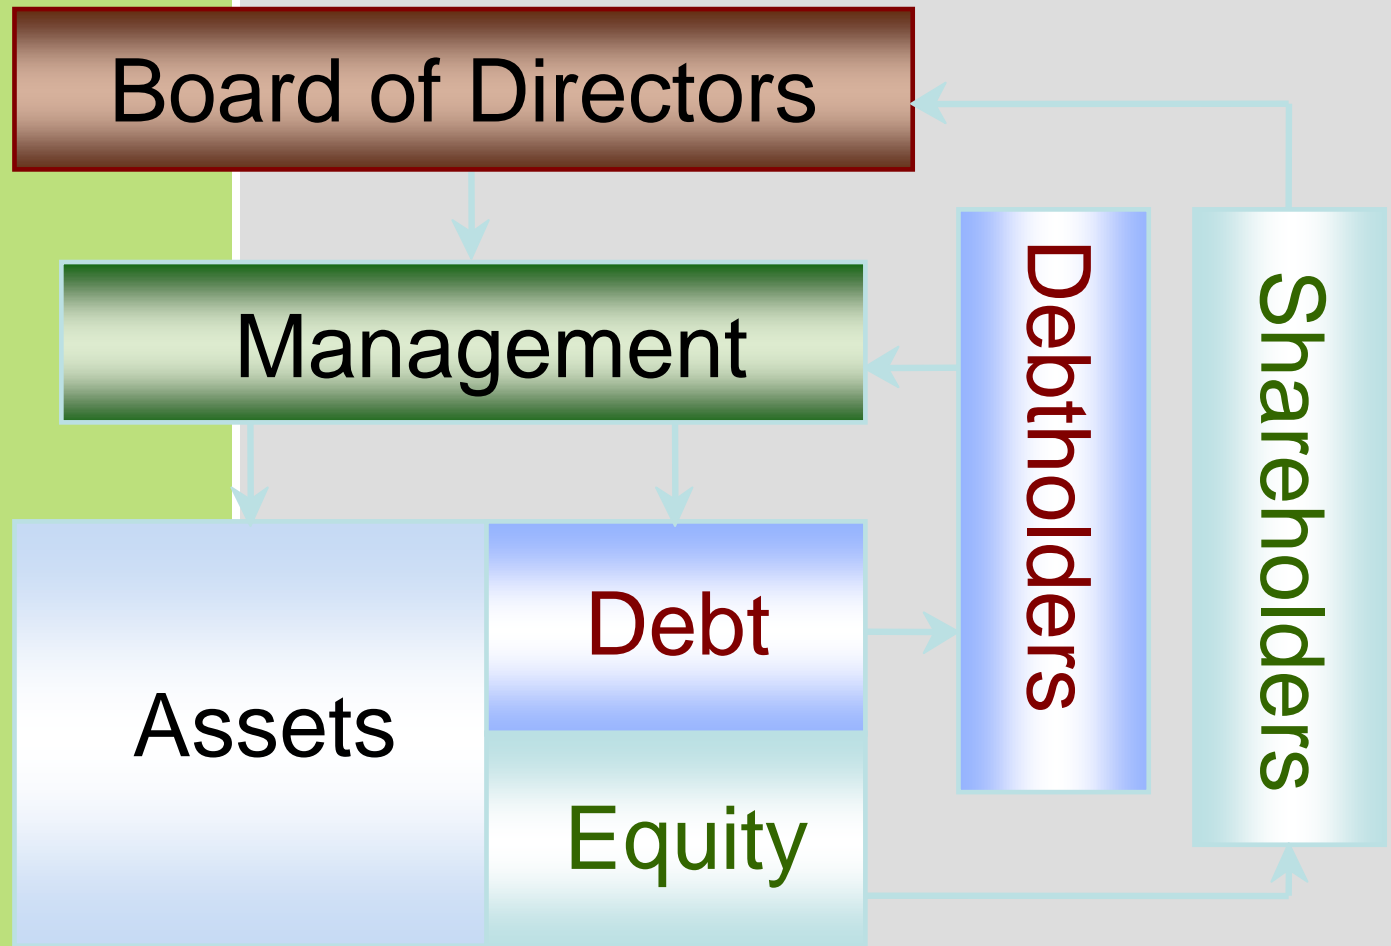 Board of Directors
Management
Debtholders
Shareholders
Debt
Assets
Equity